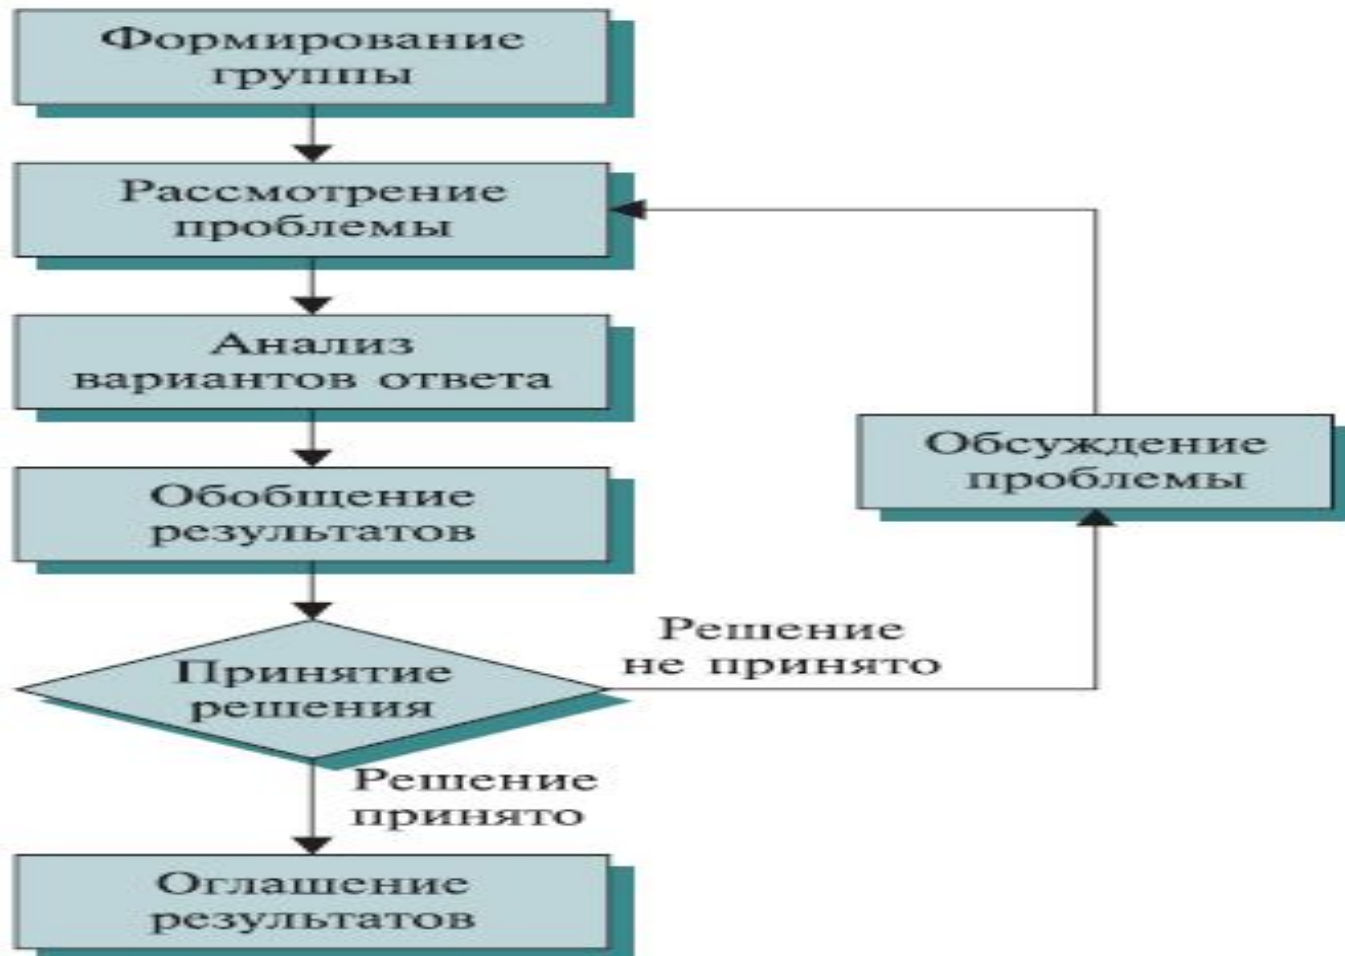 Формирование
группы
Рассмотрение
проблемы
Анализ
вариантов ответа
Обобщение
результатов
Принятие
решения
Решение
не принято
Обсуждение
проблемы
Решение
принято
Оглашение
результатов